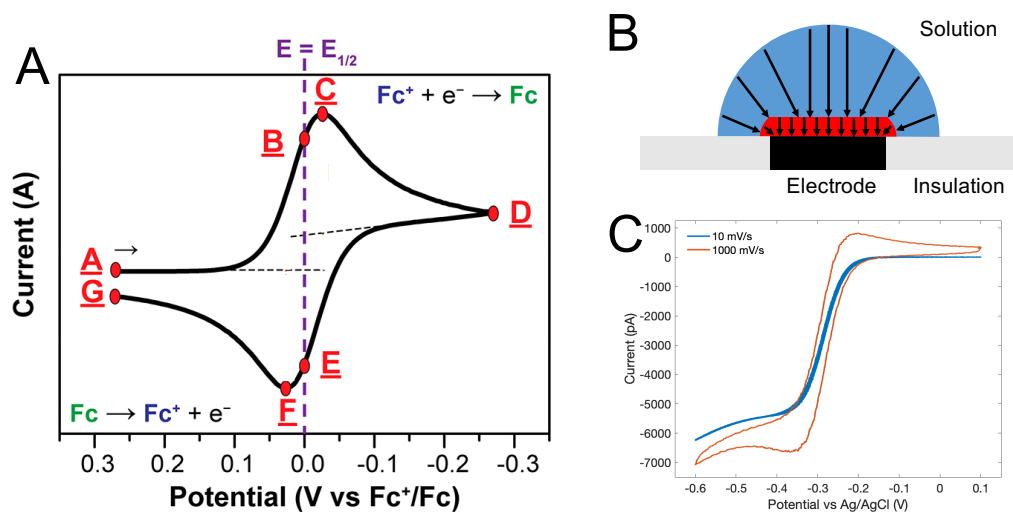 A
E = E1/2
C
Fc+ + e− → Fc
B
D
A →
G
E
F
Fc → Fc+ + e−
Current (A)
0.3 0.2 0.1 0.0 -0.1 -0.2 -0.3
Potential (V vs Fc+/Fc)
B
Solution
Electrode
Insulation
C
10 mV/s
1000 mV/s
1000
0
-1000
-2000
-3000
-4000
-5000
-6000
-7000
Current (pA)
-0.6 -0.5 -0.4 -0.3 -0.2 -0.1 0 0.1
Potential vs Ag/AgCl (V)